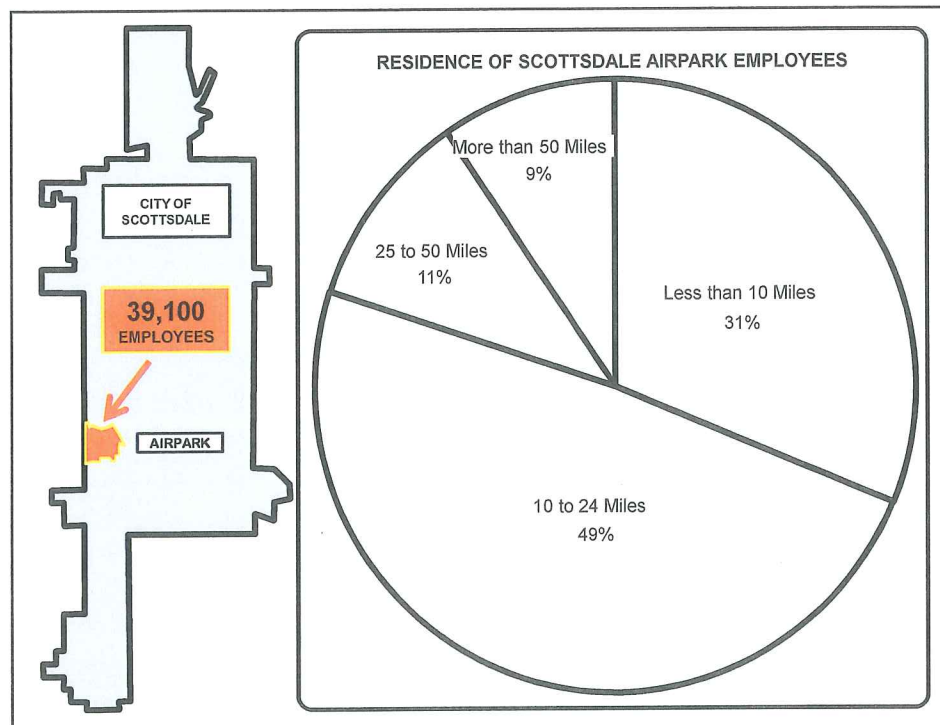 CITY OF
SCOTTSDALE
39,100
EMPLOYEES
AIRPARK
RESIDENCE OF SCOTTSDALE AIRPARK EMPLOYEES
More than 50 Miles
9%
25 to 50 Miles
11%
Less than 10 Miles
31%
10 to 24 Miles
49%